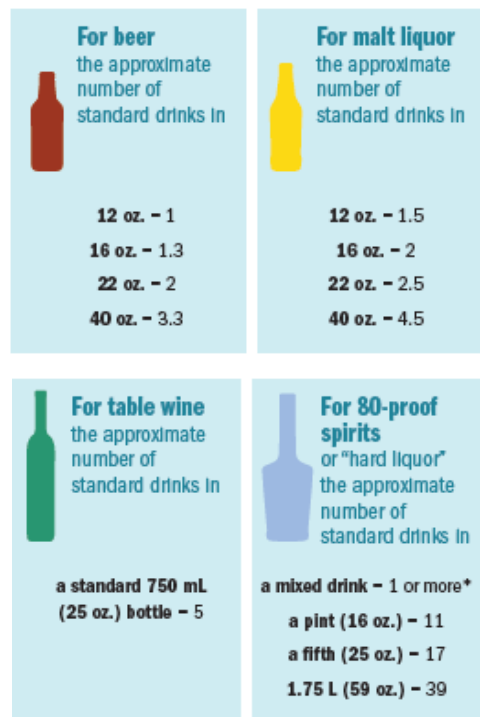 For beer
the approximate
number of
standard drinks in
12 oz. – 1
16 oz. – 1.3
22 oz. – 2
40 oz. – 3.3
For malt liquor
the approximate
number of
standard drinks in
12 oz. – 1.5
16 oz. – 2
22 oz. – 2.5
40 oz. – 4.5
For table wine
the approximate
number of
standard drinks in
a standard 750 mL
(25 oz.) bottle – 5
For 80-proof
spirits
or “hard liquor”
the approximate
number of
standard drinks in
a mixed drink – 1 or more*
a pint (16 oz.) – 11
a fifth (25 oz.) – 17
1.75 L (59 oz.) – 39